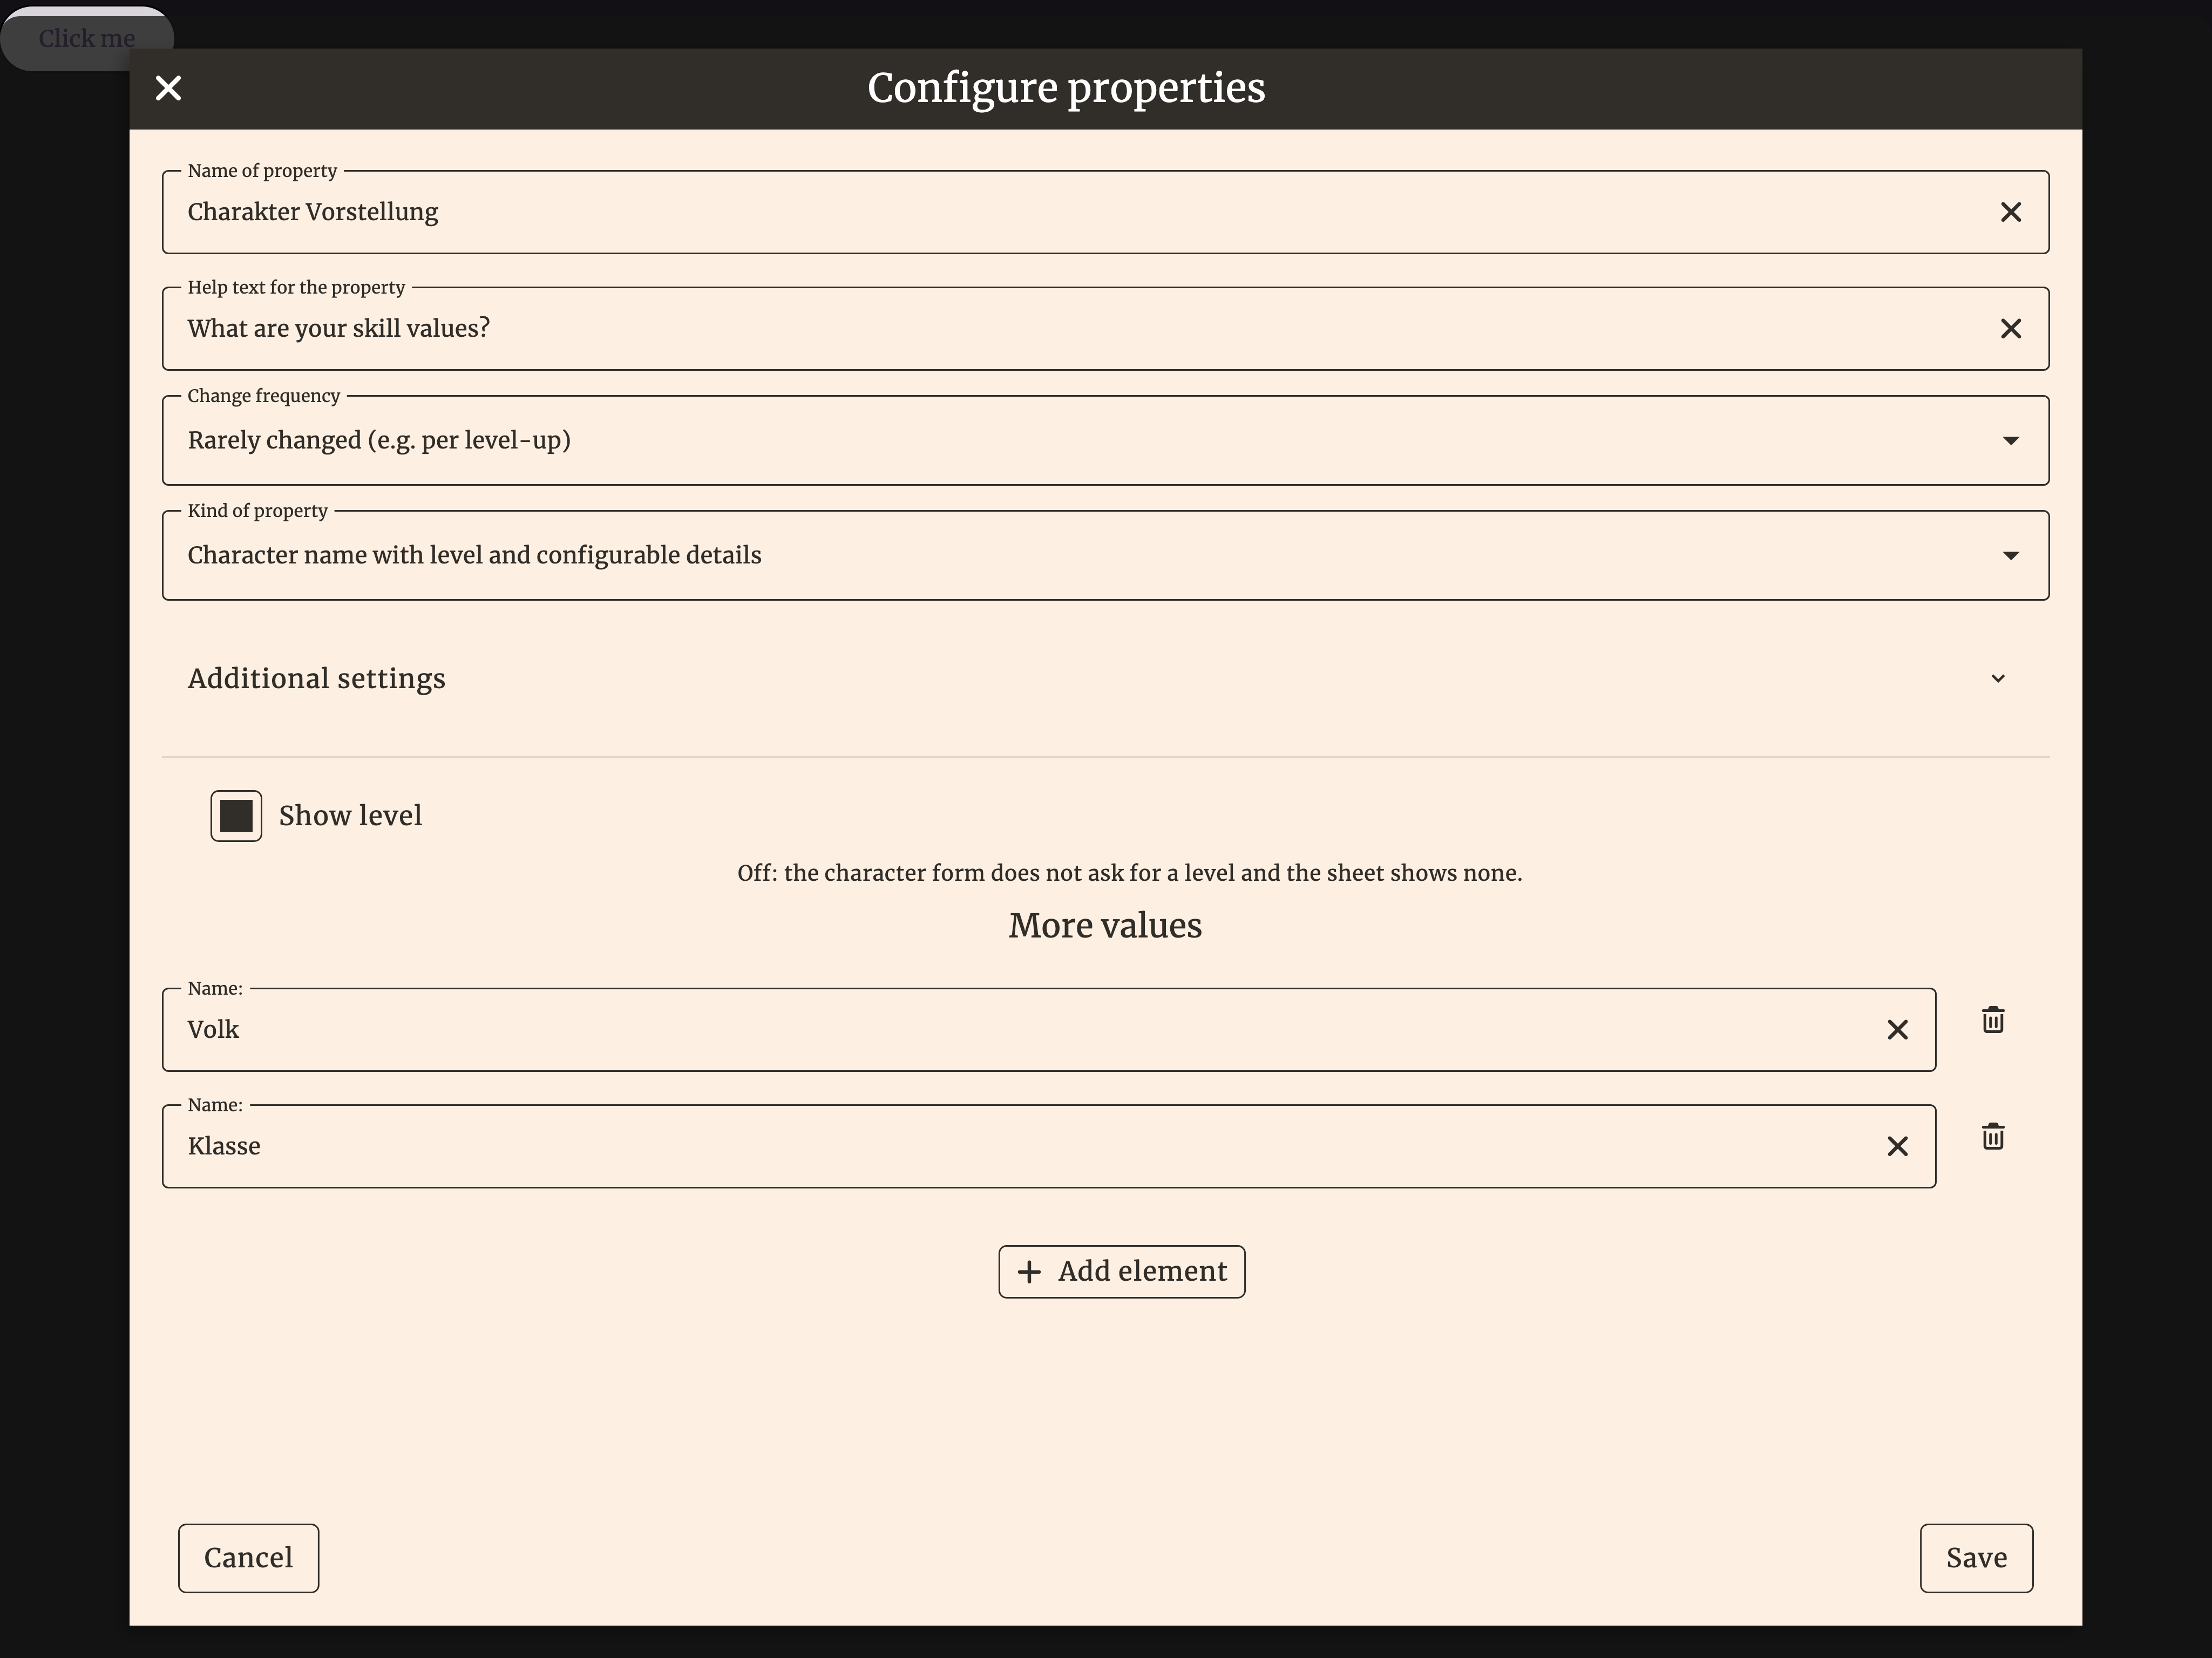 Click me
Configure properties
Name of property
Charakter Vorstellung
Help text for the property
What are your skill values?
Change frequency
Rarely changed (e.g. per level-up)
Kind of property
Character name with level and configurable details
Additional settings
Show level
Off: the character form does not ask for a level and the sheet shows none.
More values
Name:
Volk
Name:
Klasse
Add element
Cancel
Save